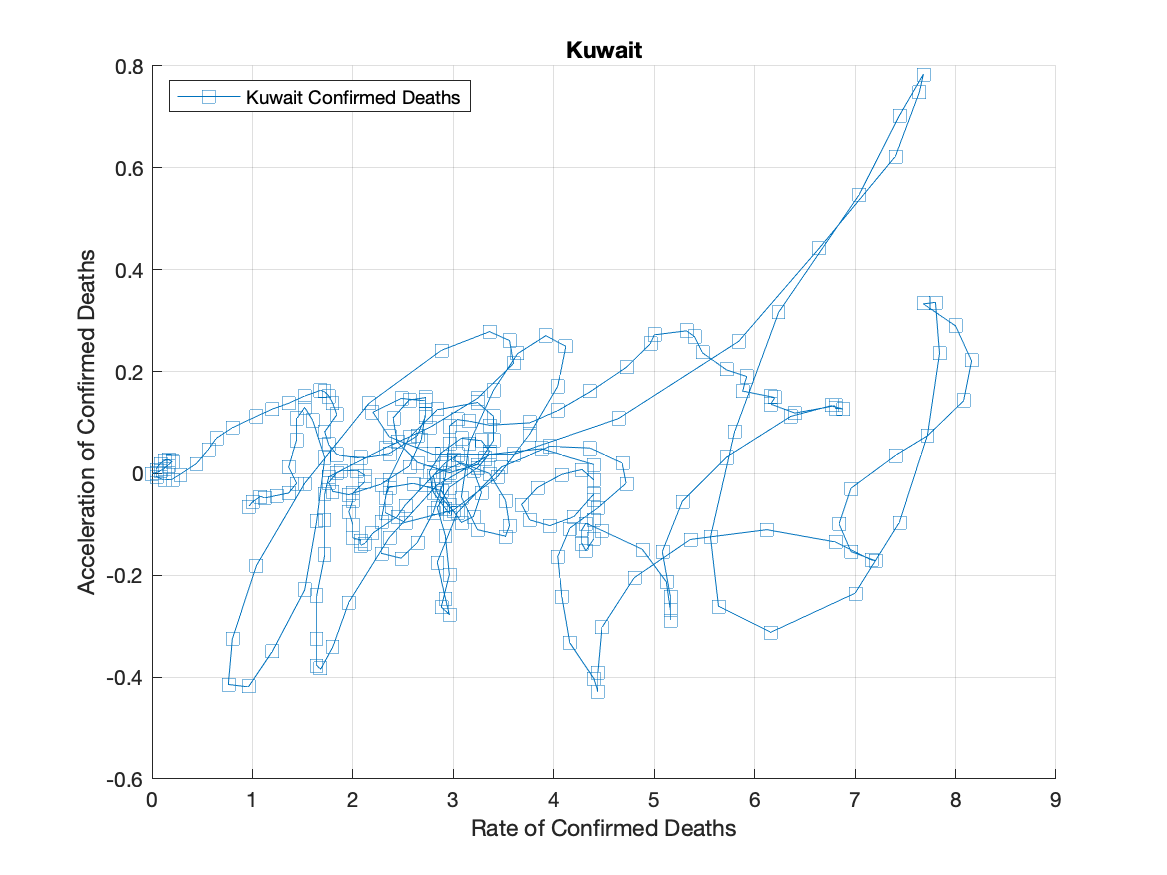 Kuwait
Kuwait Confirmed Deaths
Acceleration of Confirmed Deaths
0.8
0.6
0.4
0.2
0
-0.2
-0.4
-0.6
0 1 2 3 4 5 6 7 8 9
Rate of Confirmed Deaths